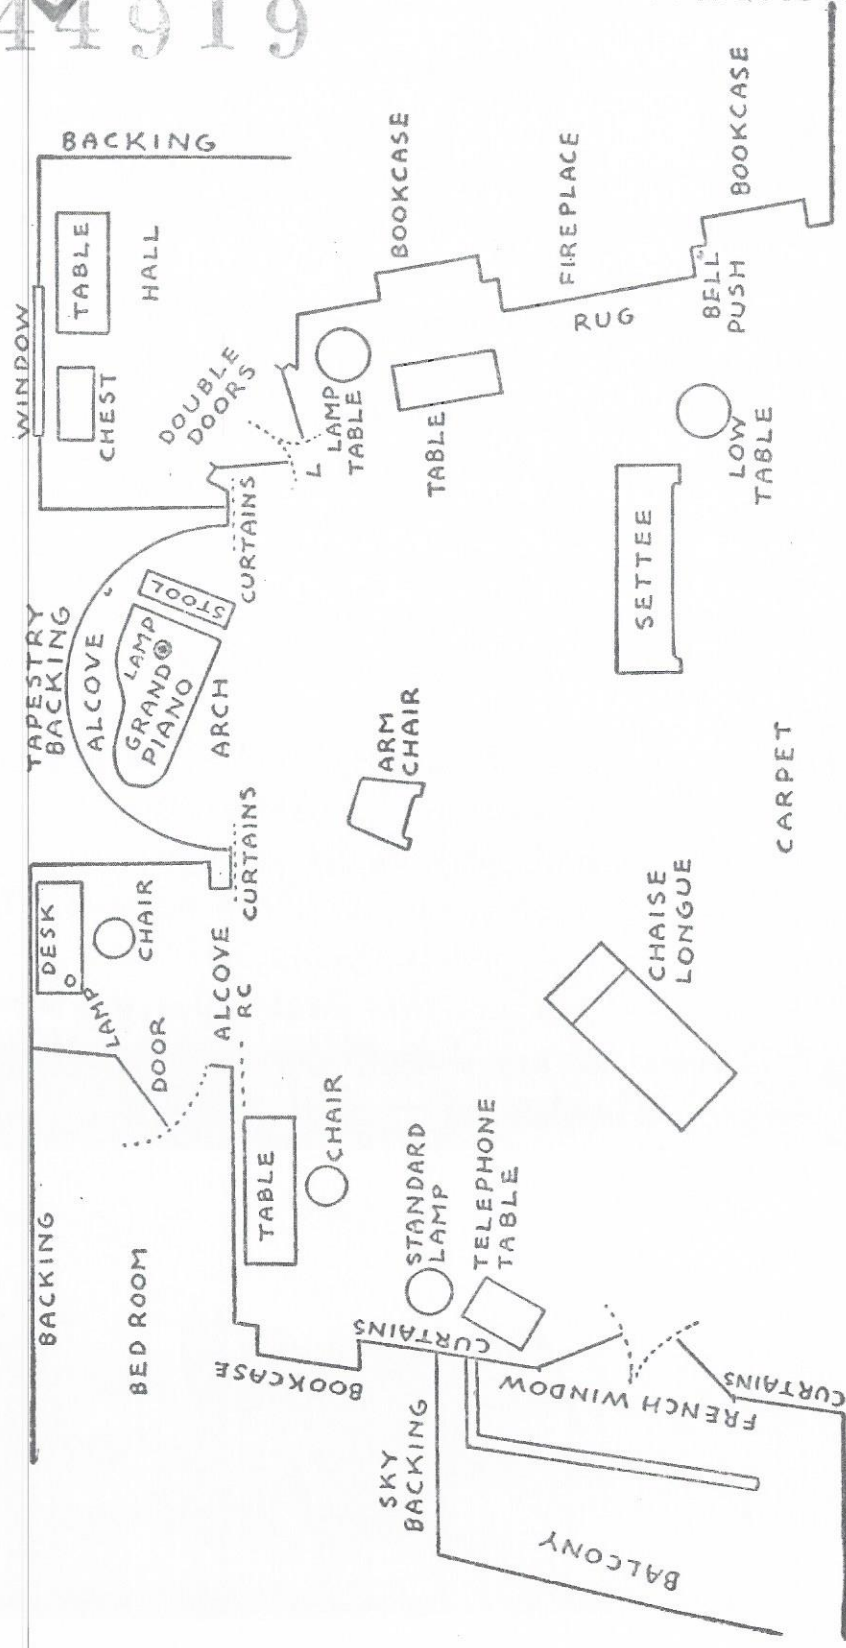 44919
BACKING
WINDOW
TABLE
HALL
CHEST
DOUBLE
DOORS
BOOKCASE
FIREPLACE
BOOKCASE
BELL
PUSH
RUG
L
LAMP
TABLE
TABLE
LOW
TABLE
CURTAINS
TAPESTRY
BACKING
ALCOVE
STOOL
LAMP
GRAND
PIANO
ARCH
SETTEE
ARM
CHAIR
CARPET
CURTAINS
DESK
CHAIR
LAMP
DOOR
ALCOVE
RC
CHAISE
LONGUE
TABLE
CHAIR
STANDARD
LAMP
TELEPHONE
TABLE
BACKING
BED ROOM
BOOKCASE
CURTAINS
FRENCH WINDOW
CURTAINS
SKY
BACKING
BALCONY